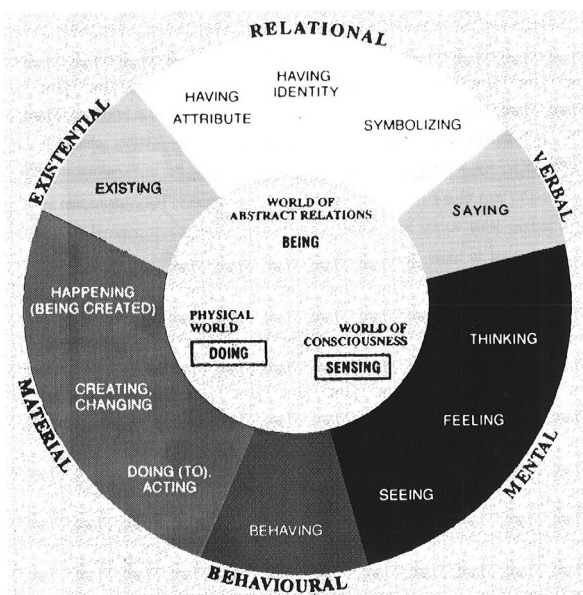 RELATIONAL
HAVING
ATTRIBUTE
HAVING
IDENTITY
SYMBOLIZING
EXISTENTIAL
EXISTING
VERBAL
SAYING
WORLD OF
ABSTRACT RELATIONS
BEING
HAPPENING
(BEING CREATED)
PHYSICAL
WORLD
DOING
WORLD OF
CONSCIOUSNESS
SENSING
THINKING
CREATING,
CHANGING
FEELING
MATERIAL
DOING (TO),
ACTING
SEEING
MENTAL
BEHAVING
BEHAVIOURAL